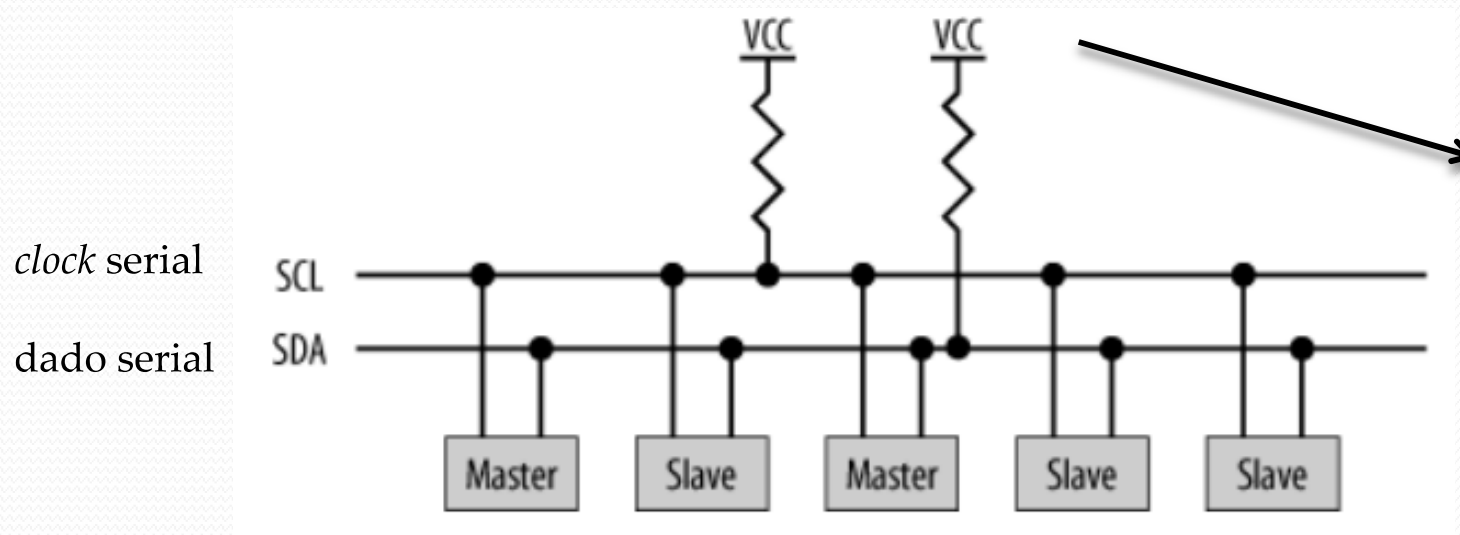 VCC VCC
clock serial SCL
dado serial SDA
Master Slave Master Slave Slave